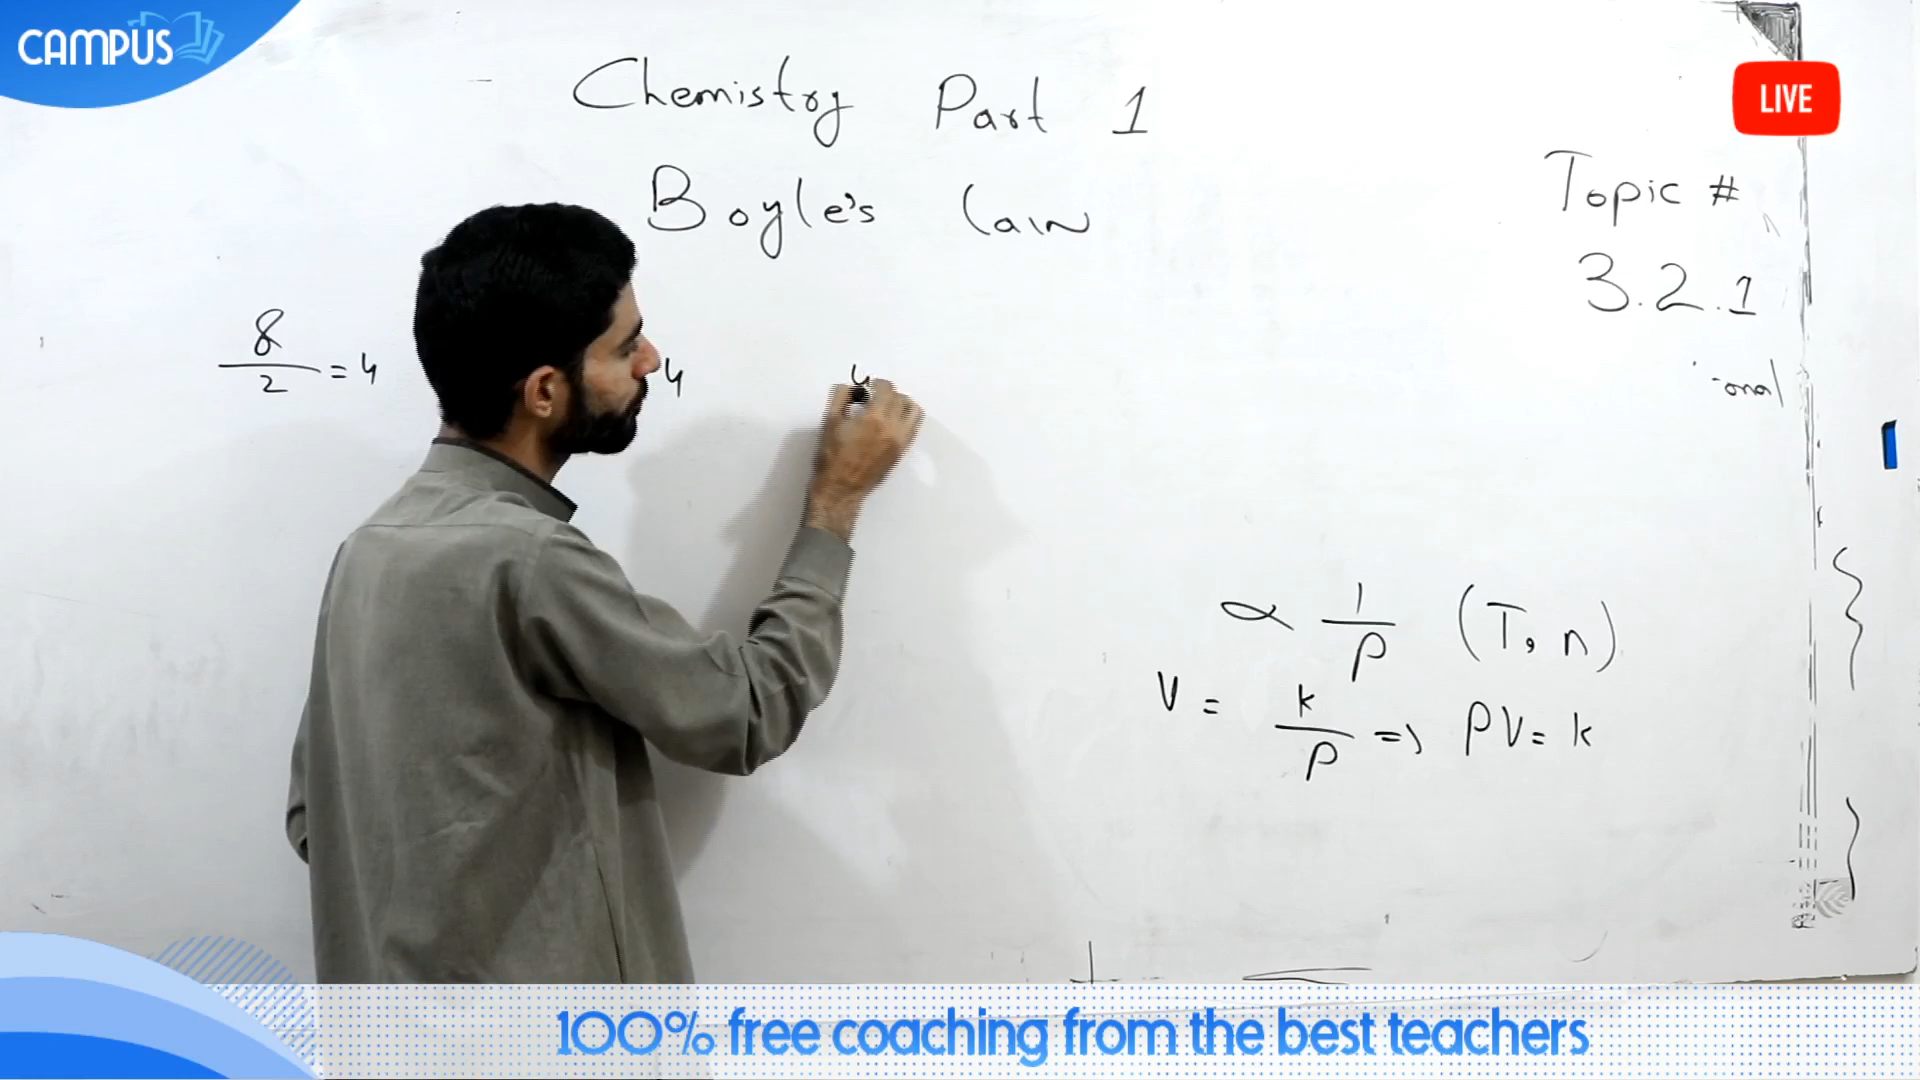 CAMPUS
LIVE
Chemistry Part 1
Boyle's law
Topic #
3.2.1
8
2 = 4
4
4
∝ 1/P (T, n)
V = k/P => PV = k
100% free coaching from the best teachers